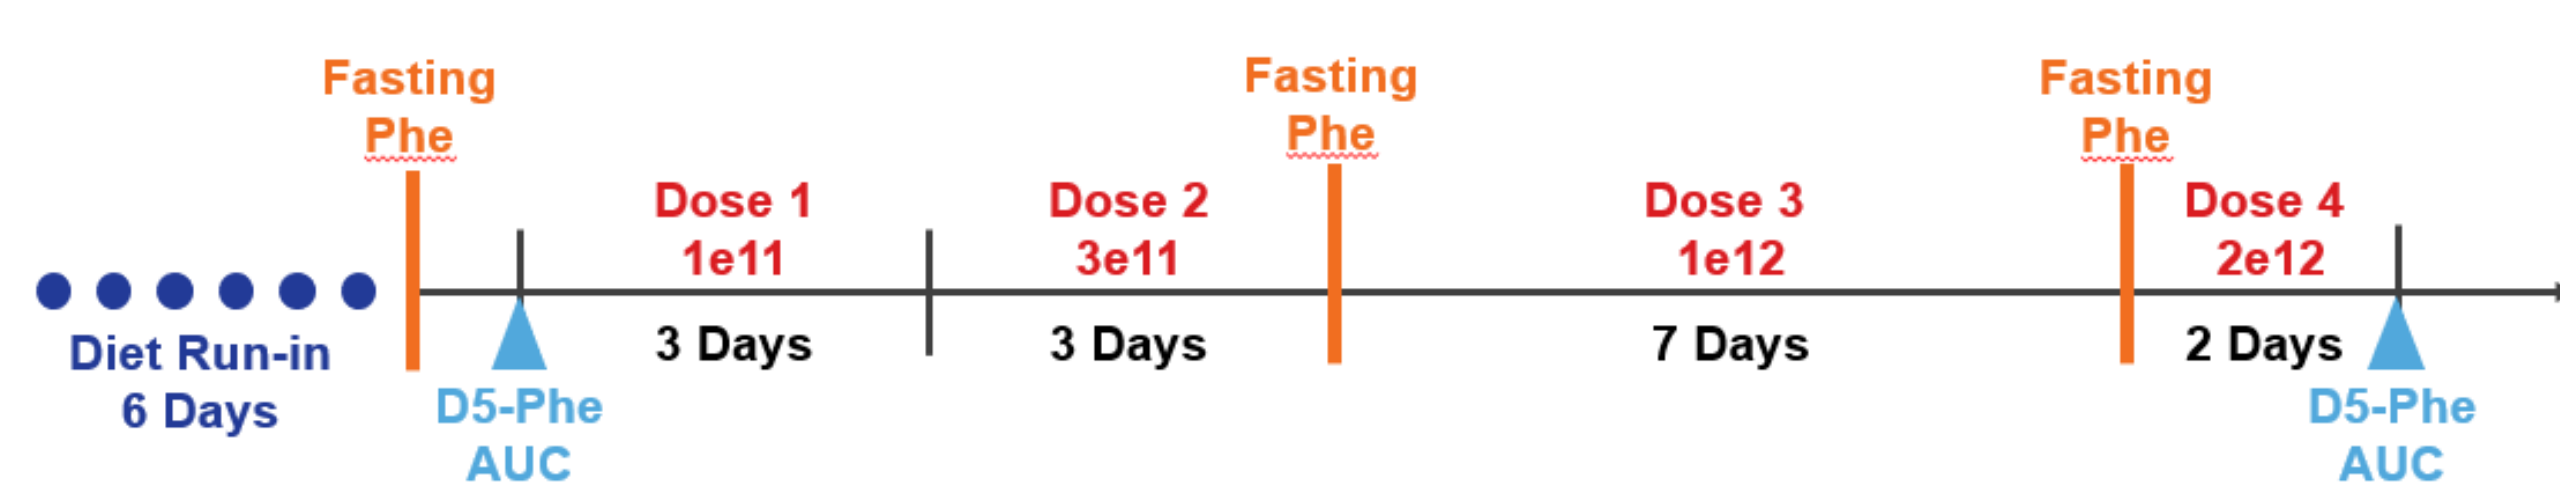 Fasting
Phe
Fasting
Phe
Fasting
Phe
Dose 1
1e11
Dose 2
3e11
Dose 3
1e12
Dose 4
2e12
Diet Run-in
6 Days
D5-Phe
AUC
3 Days
3 Days
7 Days
2 Days
D5-Phe
AUC